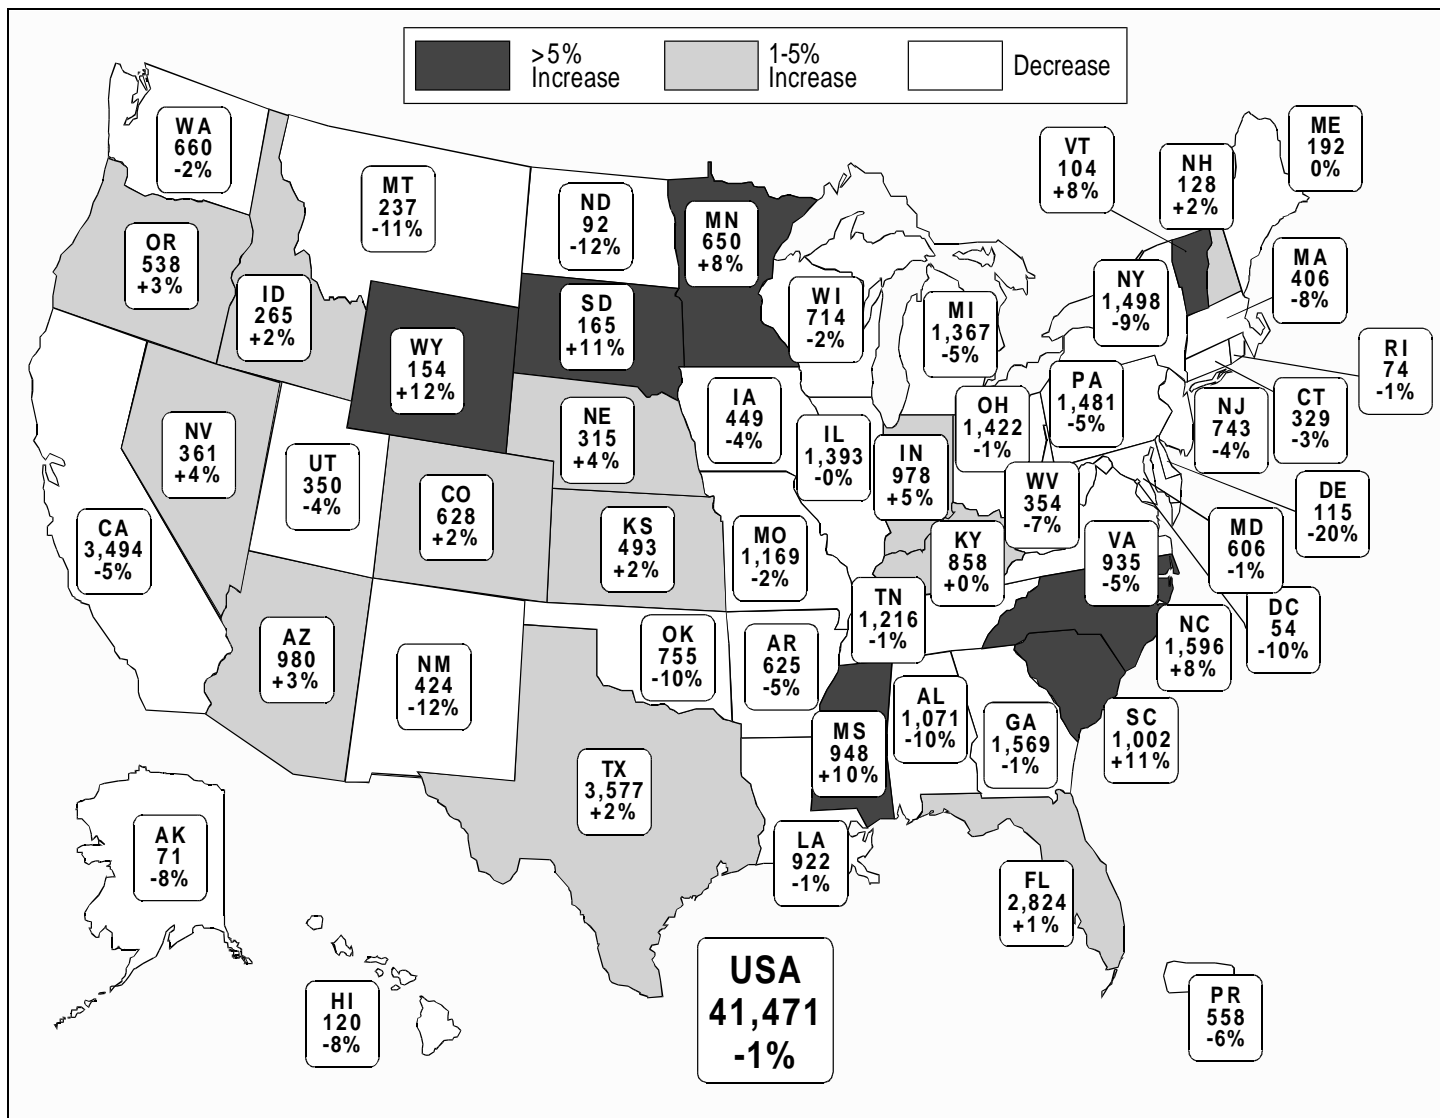 >5%
Increase
1-5%
Increase
Decrease
WA
660
-2%
MT
237
-11%
ND
92
-12%
MN
650
+8%
VT
104
+8%
NH
128
+2%
ME
192
0%
OR
538
+3%
ID
265
+2%
WY
154
+12%
SD
165
+11%
WI
714
-2%
MI
1,367
-5%
NY
1,498
-9%
MA
406
-8%
RI
74
-1%
NV
361
+4%
UT
350
-4%
CO
628
+2%
NE
315
+4%
IA
449
-4%
IL
1,393
-0%
IN
978
+5%
OH
1,422
-1%
PA
1,481
-5%
NJ
743
-4%
CT
329
-3%
CA
3,494
-5%
KS
493
+2%
MO
1,169
-2%
KY
858
+0%
WV
354
-7%
VA
935
-5%
MD
606
-1%
DE
115
-20%
AZ
980
+3%
NM
424
-12%
OK
755
-10%
AR
625
-5%
TN
1,216
-1%
NC
1,596
+8%
DC
54
-10%
TX
3,577
+2%
MS
948
+10%
AL
1,071
-10%
GA
1,569
-1%
SC
1,002
+11%
AK
71
-8%
LA
922
-1%
FL
2,824
+1%
HI
120
-8%
USA
41,471
-1%
PR
558
-6%